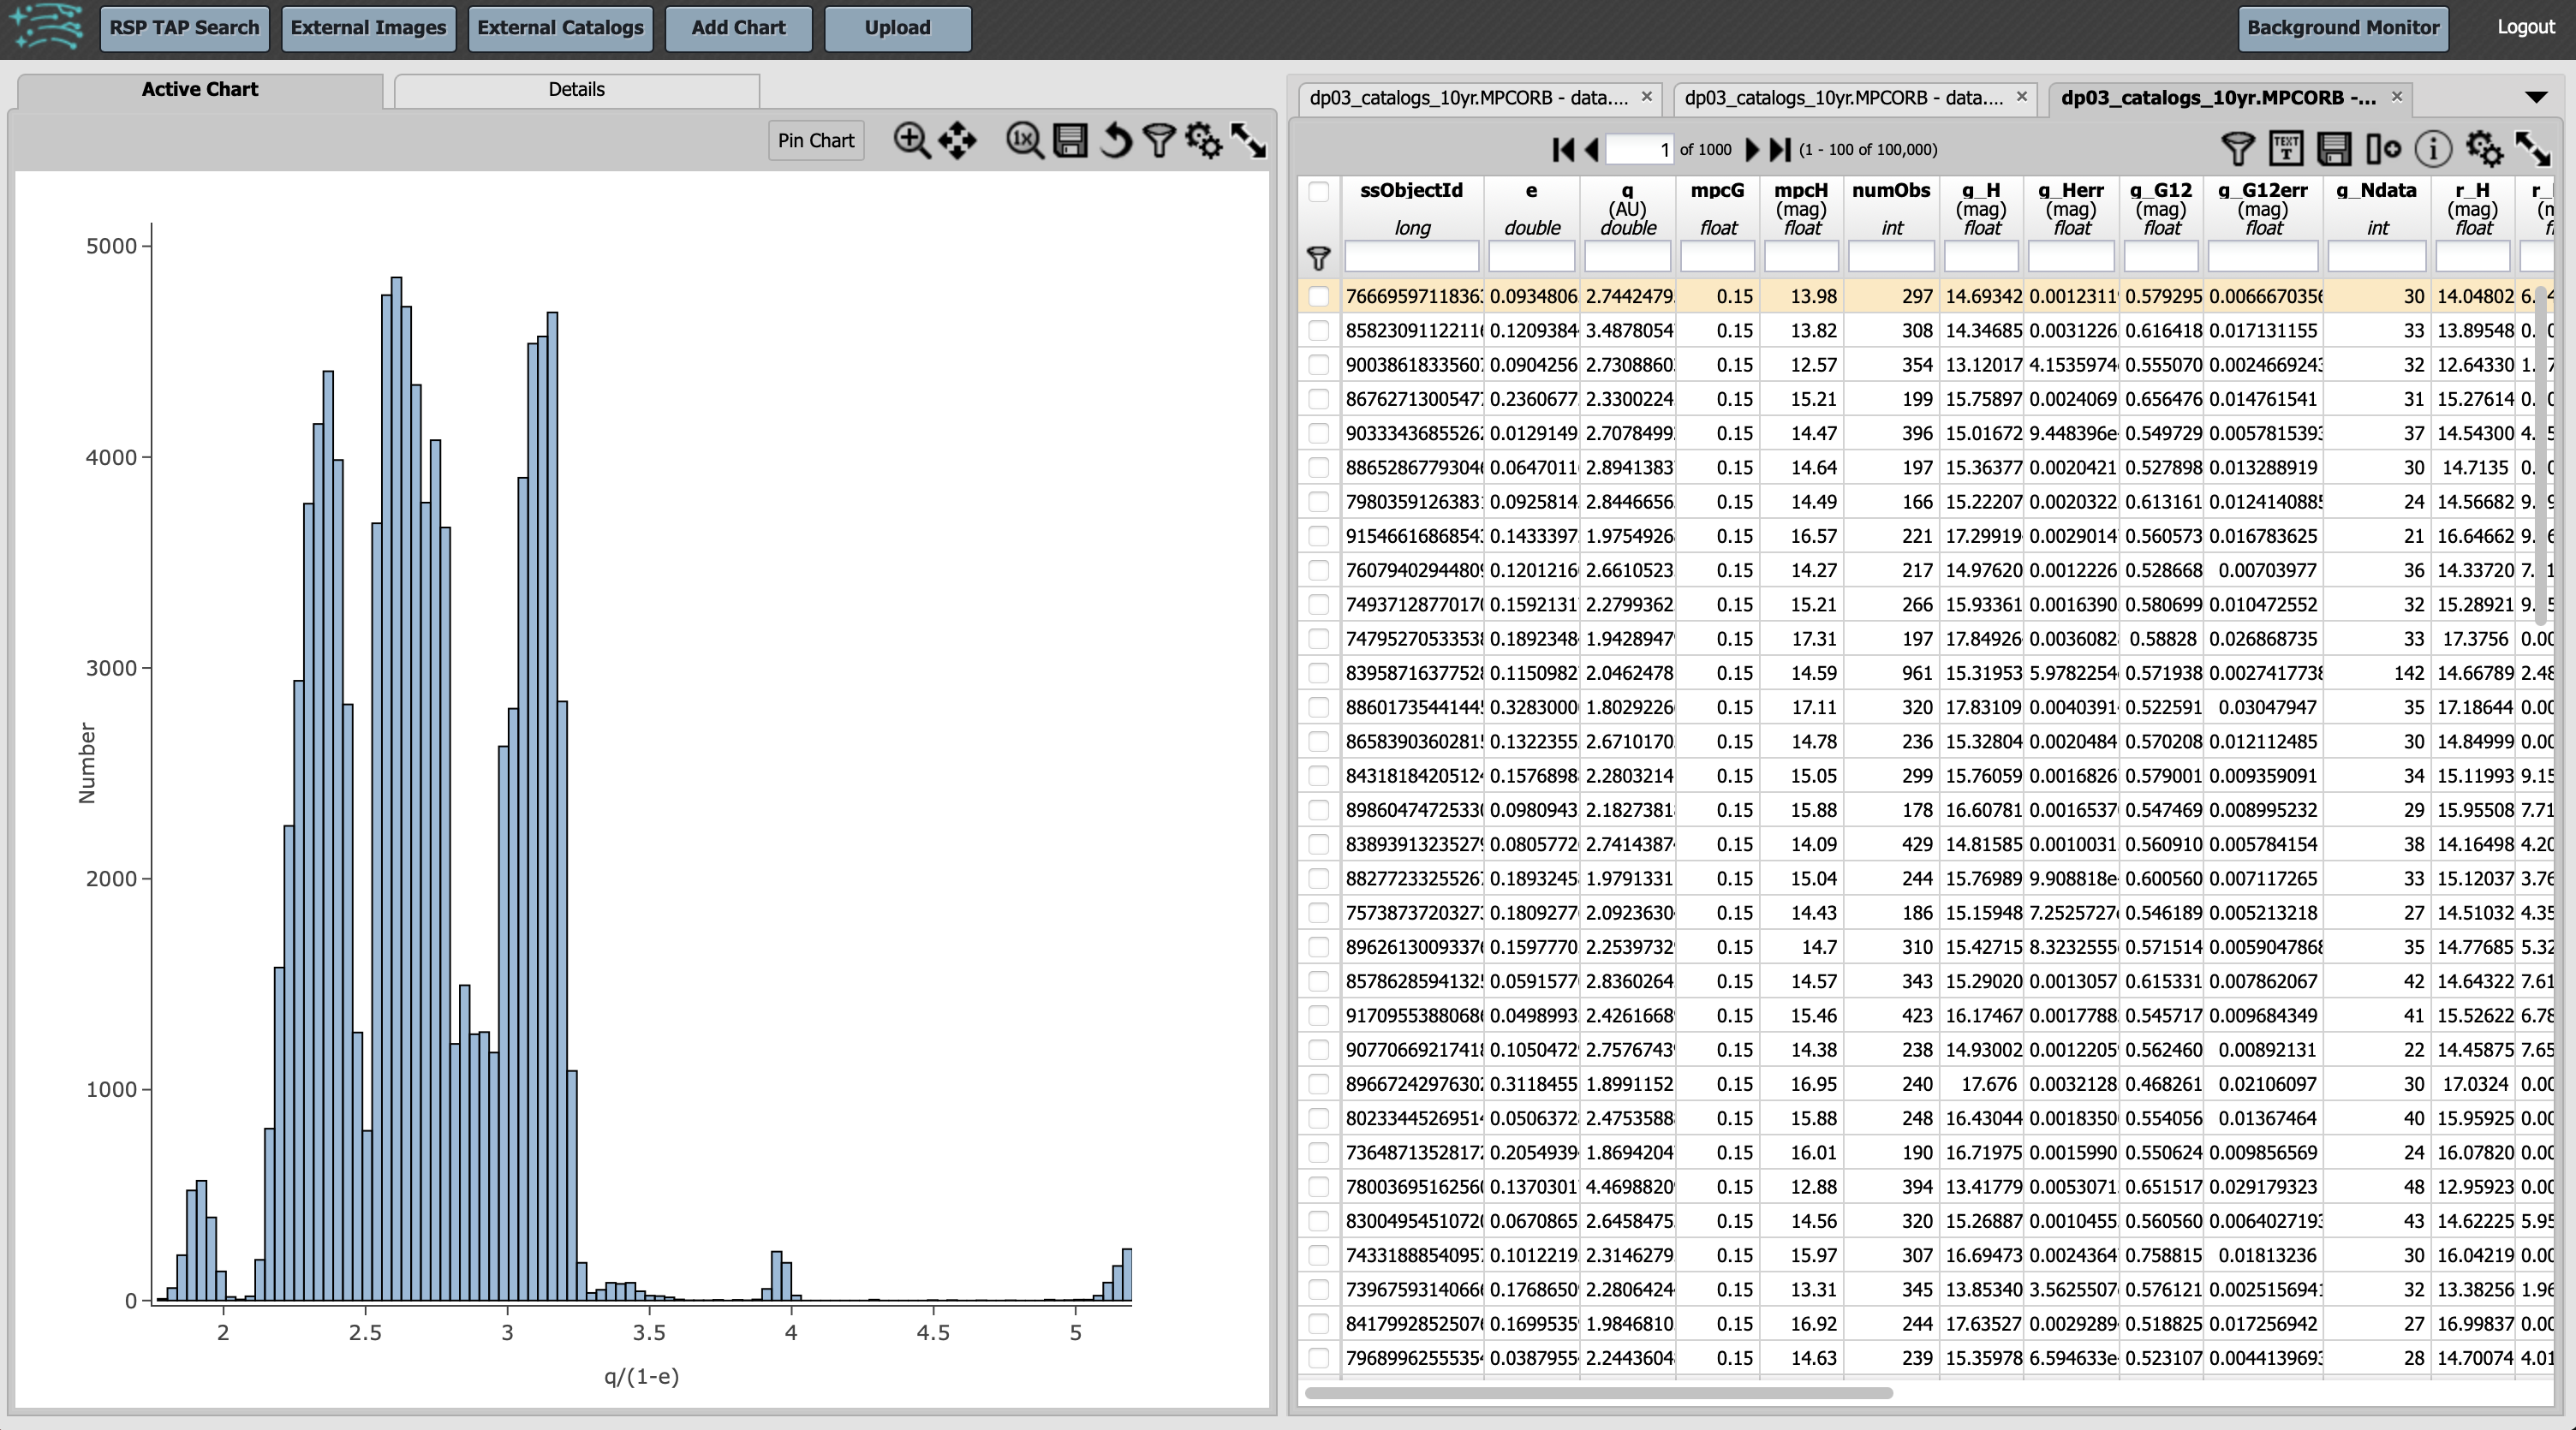 RSP TAP Search External Images External Catalogs Add Chart Upload Background Monitor Logout
Active Chart Details
Pin Chart
5000
4000
3000
2000
1000
0
Number
2 2.5 3 3.5 4 4.5 5
q/(1-e)
dp03_catalogs_10yr.MPCORB - data.... × dp03_catalogs_10yr.MPCORB - data.... × dp03_catalogs_10yr.MPCORB -... ×
1 of 1000 (1 - 100 of 100,000)
ssObjectId e q mpcG mpcH numObs g_H g_Herr g_G12 g_G12err g_Ndata r_H
(AU) (mag) (mag) (mag) (mag) (mag) (mag)
long double double float float int float float float float int float
76669597118363 0.0934806 2.7442479 0.15 13.98 297 14.69342 0.0012311 0.579295 0.0066670356 30 14.04802
8582309112211 0.1209384 3.4878054 0.15 13.82 308 14.34685 0.0031226 0.616418 0.017131155 33 13.89548
9003861833560 0.0904256 2.7308860 0.15 12.57 354 13.12017 4.1535974 0.555070 0.002466924 32 12.64330
8676271300547 0.2360677 2.3300224 0.15 15.21 199 15.75897 0.0024069 0.656476 0.014761541 31 15.27614
9033343685526 0.0129149 2.7078499 0.15 14.47 396 15.01672 9.448396e 0.549729 0.005781539 37 14.54300
8865286779304 0.0647011 2.8941383 0.15 14.64 197 15.36377 0.0020421 0.527898 0.013288919 30 14.7135
7980359126383 0.0925814 2.8446656 0.15 14.49 166 15.22207 0.0020322 0.613161 0.012414088 24 14.56682
9154661686854 0.1433397 1.9754926 0.15 16.57 221 17.29919 0.0029014 0.560573 0.016783625 21 16.64662
7607940294480 0.1201216 2.6610523 0.15 14.27 217 14.97620 0.0012226 0.528668 0.00703977 36 14.33720
7493712877017 0.1592131 2.2799362 0.15 15.21 266 15.93361 0.0016390 0.580699 0.010472552 32 15.28921
7479527053353 0.1892348 1.9428947 0.15 17.31 197 17.84926 0.0036082 0.58828 0.026868735 33 17.3756
8395871637752 0.1150982 2.0462478 0.15 14.59 961 15.31953 5.9782254 0.571938 0.002741773 142 14.66789 2.48
8860173544144 0.3283000 1.8029226 0.15 17.11 320 17.83109 0.0040391 0.522591 0.03047947 35 17.18644 0.00
8658390360281 0.1322355 2.6710170 0.15 14.78 236 15.32804 0.0020484 0.570208 0.012112485 30 14.84999 0.00
8431818420512 0.1576898 2.2803214 0.15 15.05 299 15.76059 0.0016826 0.579001 0.009359091 34 15.11993 9.15
8986047472533 0.0980943 2.1827381 0.15 15.88 178 16.60781 0.0016537 0.547469 0.008995232 29 15.95508 7.71
8389391323527 0.0805772 2.7414387 0.15 14.09 429 14.81585 0.0010031 0.560910 0.005784154 38 14.16498 4.20
8827723325526 0.1893245 1.9791331 0.15 15.04 244 15.76989 9.908818e 0.600560 0.007117265 33 15.12037 3.76
7573873720327 0.1809277 2.0923630 0.15 14.43 186 15.15948 7.2525727 0.546189 0.005213218 27 14.51032 4.35
8962613009337 0.1597770 2.2539732 0.15 14.7 310 15.42715 8.3232555 0.571514 0.005904786 35 14.77685 5.32
8578628594132 0.0591577 2.8360264 0.15 14.57 343 15.29020 0.0013057 0.615331 0.007862067 42 14.64322 7.61
9170955388068 0.0498993 2.4261668 0.15 15.46 423 16.17467 0.0017788 0.545717 0.009684349 41 15.52622 6.78
9077066921741 0.1050472 2.7576743 0.15 14.38 238 14.93002 0.0012205 0.562460 0.00892131 22 14.45875 7.65
8966724297630 0.3118455 1.8991152 0.15 16.95 240 17.676 0.0032128 0.468261 0.02106097 30 17.0324 0.00
8023344526951 0.0506372 2.4753588 0.15 15.88 248 16.43044 0.0018350 0.554056 0.01367464 40 15.95925 0.00
7364871352817 0.2054939 1.8694204 0.15 16.01 190 16.71975 0.0015990 0.550624 0.009856569 24 16.07820 0.00
7800369516256 0.1370301 4.4698820 0.15 12.88 394 13.41779 0.0053071 0.651517 0.029179323 48 12.95923 0.00
8300495451072 0.0670865 2.6458475 0.15 14.56 320 15.26887 0.0010455 0.560560 0.006402719 43 14.62225 5.95
7433188854095 0.1012219 2.3146279 0.15 15.97 307 16.69473 0.0024364 0.758815 0.01813236 30 16.04219 0.00
7396759314066 0.1768650 2.2806424 0.15 13.31 345 13.85340 3.5625507 0.576121 0.002515694 32 13.38256 1.96
8417992852507 0.1699535 1.9846810 0.15 16.92 244 17.63527 0.0029289 0.518825 0.017256942 27 16.99837 0.00
7968996255535 0.0387955 2.2443604 0.15 14.63 239 15.35978 6.594633e 0.523107 0.004413969 28 14.70074 4.01